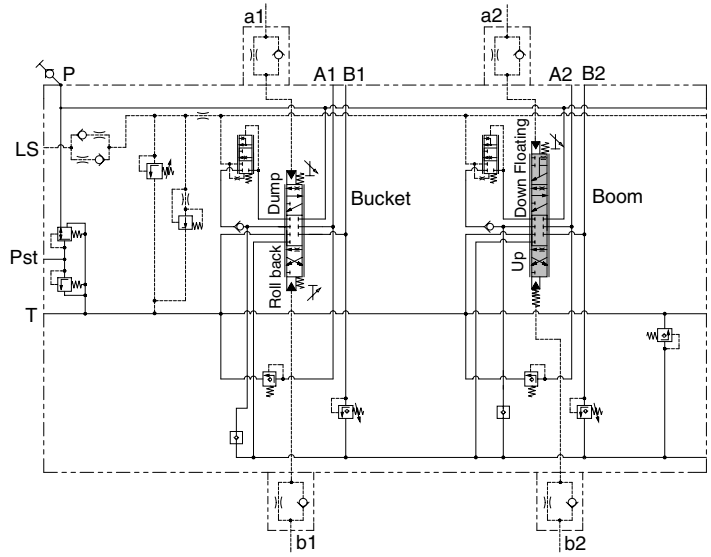 a1
a2
P
A1 B1
A2 B2
LS
Dump
Bucket
Roll back
Down Floating
Boom
Up
Pst
T
b1
b2